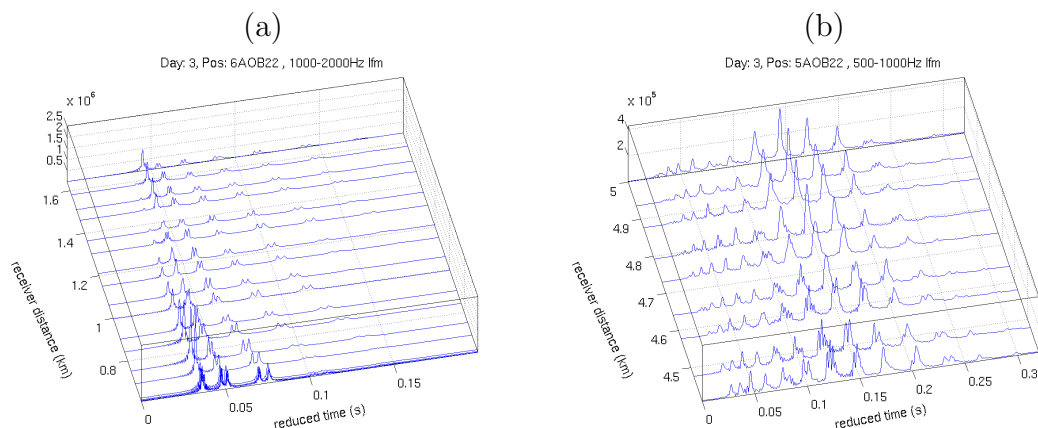 (a)
Day: 3, Pos: 6AOB22 , 1000-2000Hz lfm
x 10^6
2.5
2
1.5
1
0.5
1.6
1.4
1.2
1
0.8
receiver distance (km)
0
0.05
0.1
0.15
reduced time (s)
(b)
Day: 3, Pos: 5AOB22 , 500-1000Hz lfm
x 10^5
4
2
5
4.9
4.8
4.7
4.6
4.5
receiver distance (km)
0
0.05
0.1
0.15
0.2
0.25
0.3
reduced time (s)